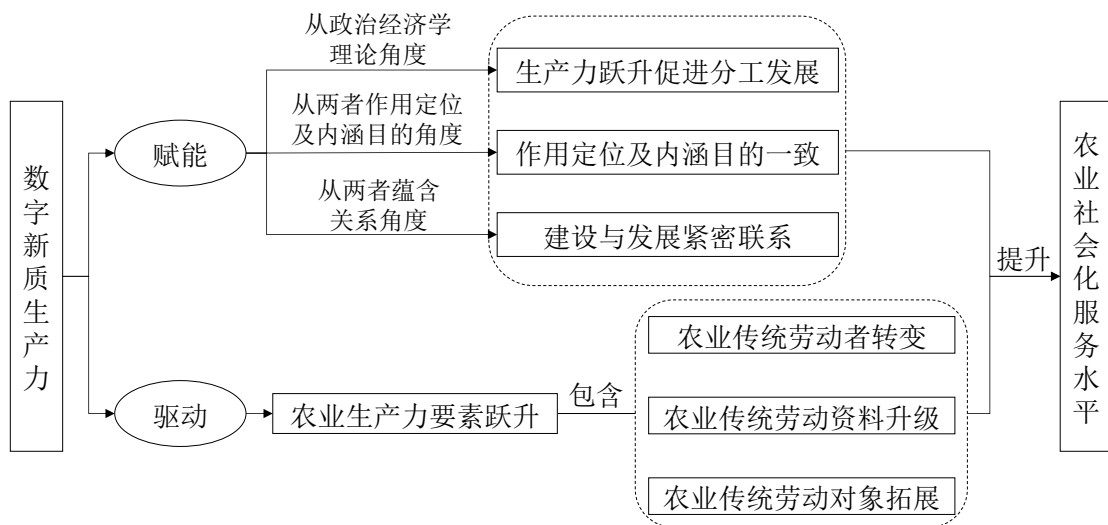 数字新质生产力
赋能
从政治经济学
理论角度
从两者作用定位
及内涵目的角度
从两者蕴含
关系角度
生产力跃升促进分工发展
作用定位及内涵目的一致
建设与发展紧密联系
驱动
农业生产力要素跃升
包含
农业传统劳动者转变
农业传统劳动资料升级
农业传统劳动对象拓展
提升
农业社会化服务水平